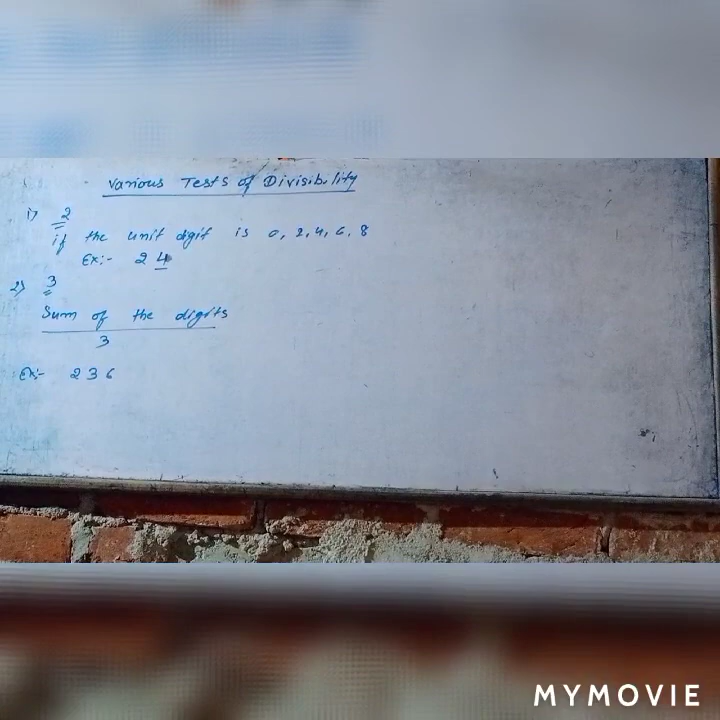 Various Tests of Divisibility
1) 2
if the unit digit is 0, 2, 4, 6, 8
Ex:- 24
2) 3
Sum of the digits
3
Ex:- 236
MYMOVIE